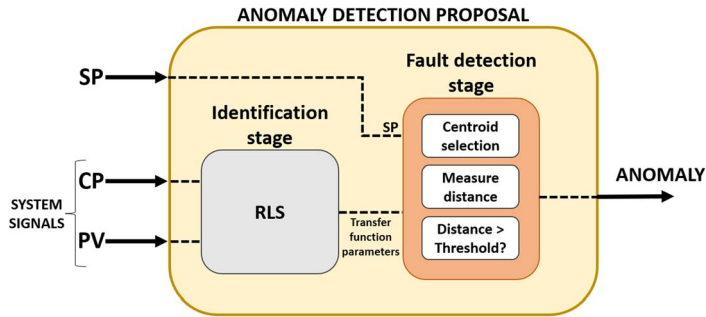 ANOMALY DETECTION PROPOSAL
SP
Fault detection
stage
Identification
stage
SP
Centroid
selection
CP
Measure
distance
ANOMALY
SYSTEM
SIGNALS
RLS
PV
Transfer
function
parameters
Distance >
Threshold?